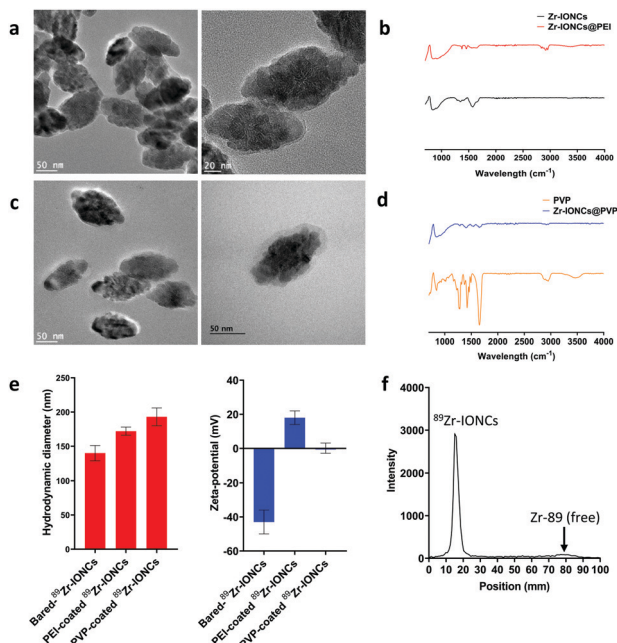 a
50 nm
20 nm
b
Zr-IONCs
Zr-IONCs@PEI
1000 1500 2000 2500 3000 3500 4000
Wavelength (cm⁻¹)
c
50 nm
50 nm
d
PVP
Zr-IONCs@PVP
1000 1500 2000 2500 3000 3500 4000
Wavelength (cm⁻¹)
e
Hydrodynamic diameter (nm)
250
200
150
100
50
0
Bared-⁸⁹Zr-IONCs
PEI-coated ⁸⁹Zr-IONCs
PVP-coated ⁸⁹Zr-IONCs
Zeta-potential (mV)
40
20
0
-20
-40
-60
Bared-⁸⁹Zr-IONCs
PEI-coated ⁸⁹Zr-IONCs
PVP-coated ⁸⁹Zr-IONCs
f
Intensity
4000
3000
2000
1000
0
⁸⁹Zr-IONCs
Zr-89 (free)
0 10 20 30 40 50 60 70 80 90 100
Position (mm)